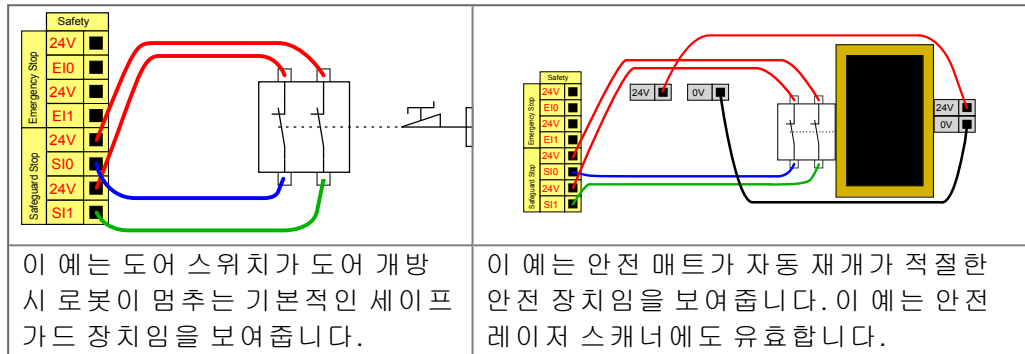 Safety
Emergency Stop
24V
EI0
24V
EI1
Safeguard Stop
24V
SI0
24V
SI1
Safety
Emergency Stop
24V
EI0
24V
EI1
Safeguard Stop
24V
SI0
24V
SI1
24V
0V
24V
0V
이 예는 도어 스위치가 도어 개방
시 로봇이 멈추는 기본적인 세이프
가드 장치임을 보여줍니다.
이 예는 안전 매트가 자동 재개가 적절한
안전 장치임을 보여줍니다. 이 예는 안전
레이저 스캐너에도 유효합니다.